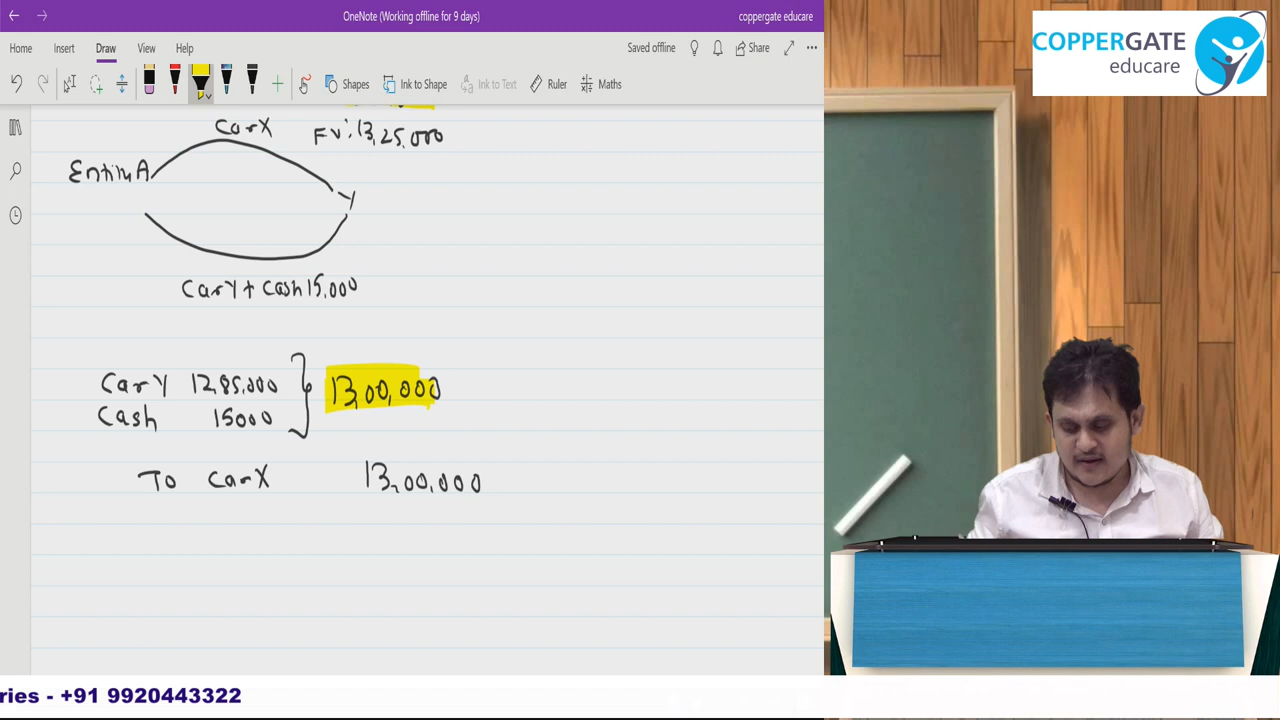 OneNote (Working offline for 9 days)
coppergate educare
Home Insert Draw View Help
Saved offline Share
Shapes Ink to Shape Ink to Text Ruler Maths
COPPERGATE
educare
CarX
FV: 13,25,000
Entity A
Y
Car Y + Cash 15,000
Car Y 12,85,000
13,00,000
Cash 15000
To CarX 13,00,000
ries - +91 9920443322